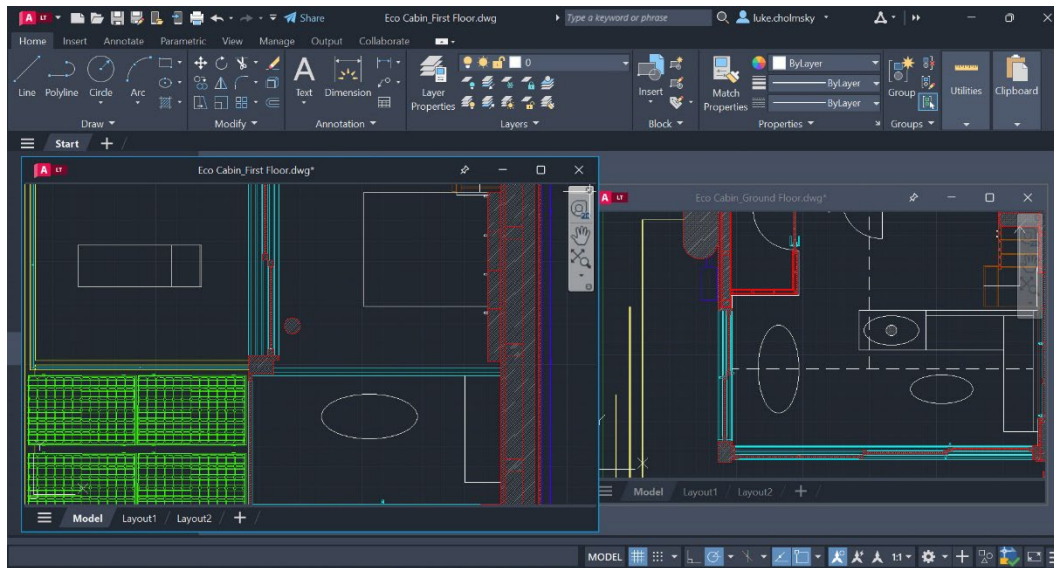 A LT Share Eco Cabin_First Floor.dwg Type a keyword or phrase luke.cholmsky
Home Insert Annotate Parametric View Manage Output Collaborate
Line Polyline Circle Arc Text Dimension Layer Properties 0 Insert Match Properties ByLayer ByLayer ByLayer Group Utilities Clipboard
Draw Modify Annotation Layers Block Properties Groups
Start
A LT Eco Cabin_First Floor.dwg*
A LT Eco Cabin_Ground Floor.dwg*
Model Layout1 Layout2
Model Layout1 Layout2
MODEL 1:1